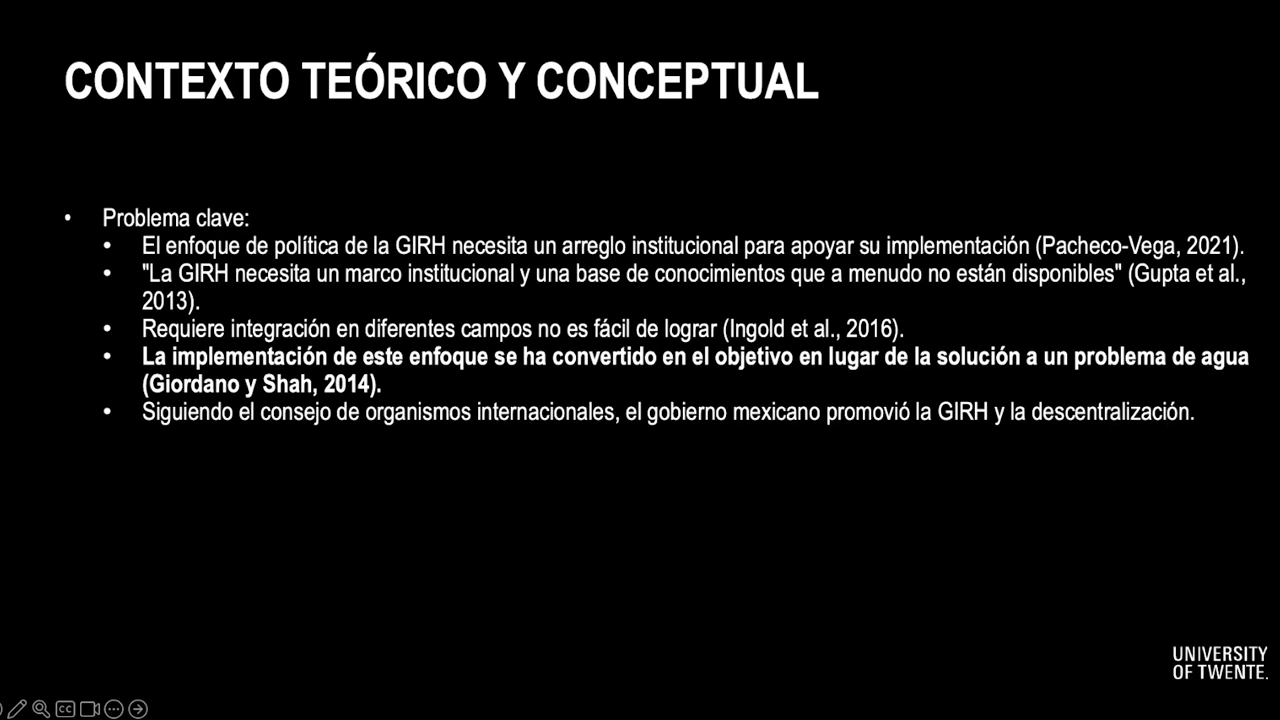 CONTEXTO TEÓRICO Y CONCEPTUAL
• Problema clave:
• El enfoque de política de la GIRH necesita un arreglo institucional para apoyar su implementación (Pacheco-Vega, 2021).
• "La GIRH necesita un marco institucional y una base de conocimientos que a menudo no están disponibles" (Gupta et al.,
2013).
• Requiere integración en diferentes campos no es fácil de lograr (Ingold et al., 2016).
• La implementación de este enfoque se ha convertido en el objetivo en lugar de la solución a un problema de agua
(Giordano y Shah, 2014).
• Siguiendo el consejo de organismos internacionales, el gobierno mexicano promovió la GIRH y la descentralización.
UNIVERSITY
OF TWENTE.
CC